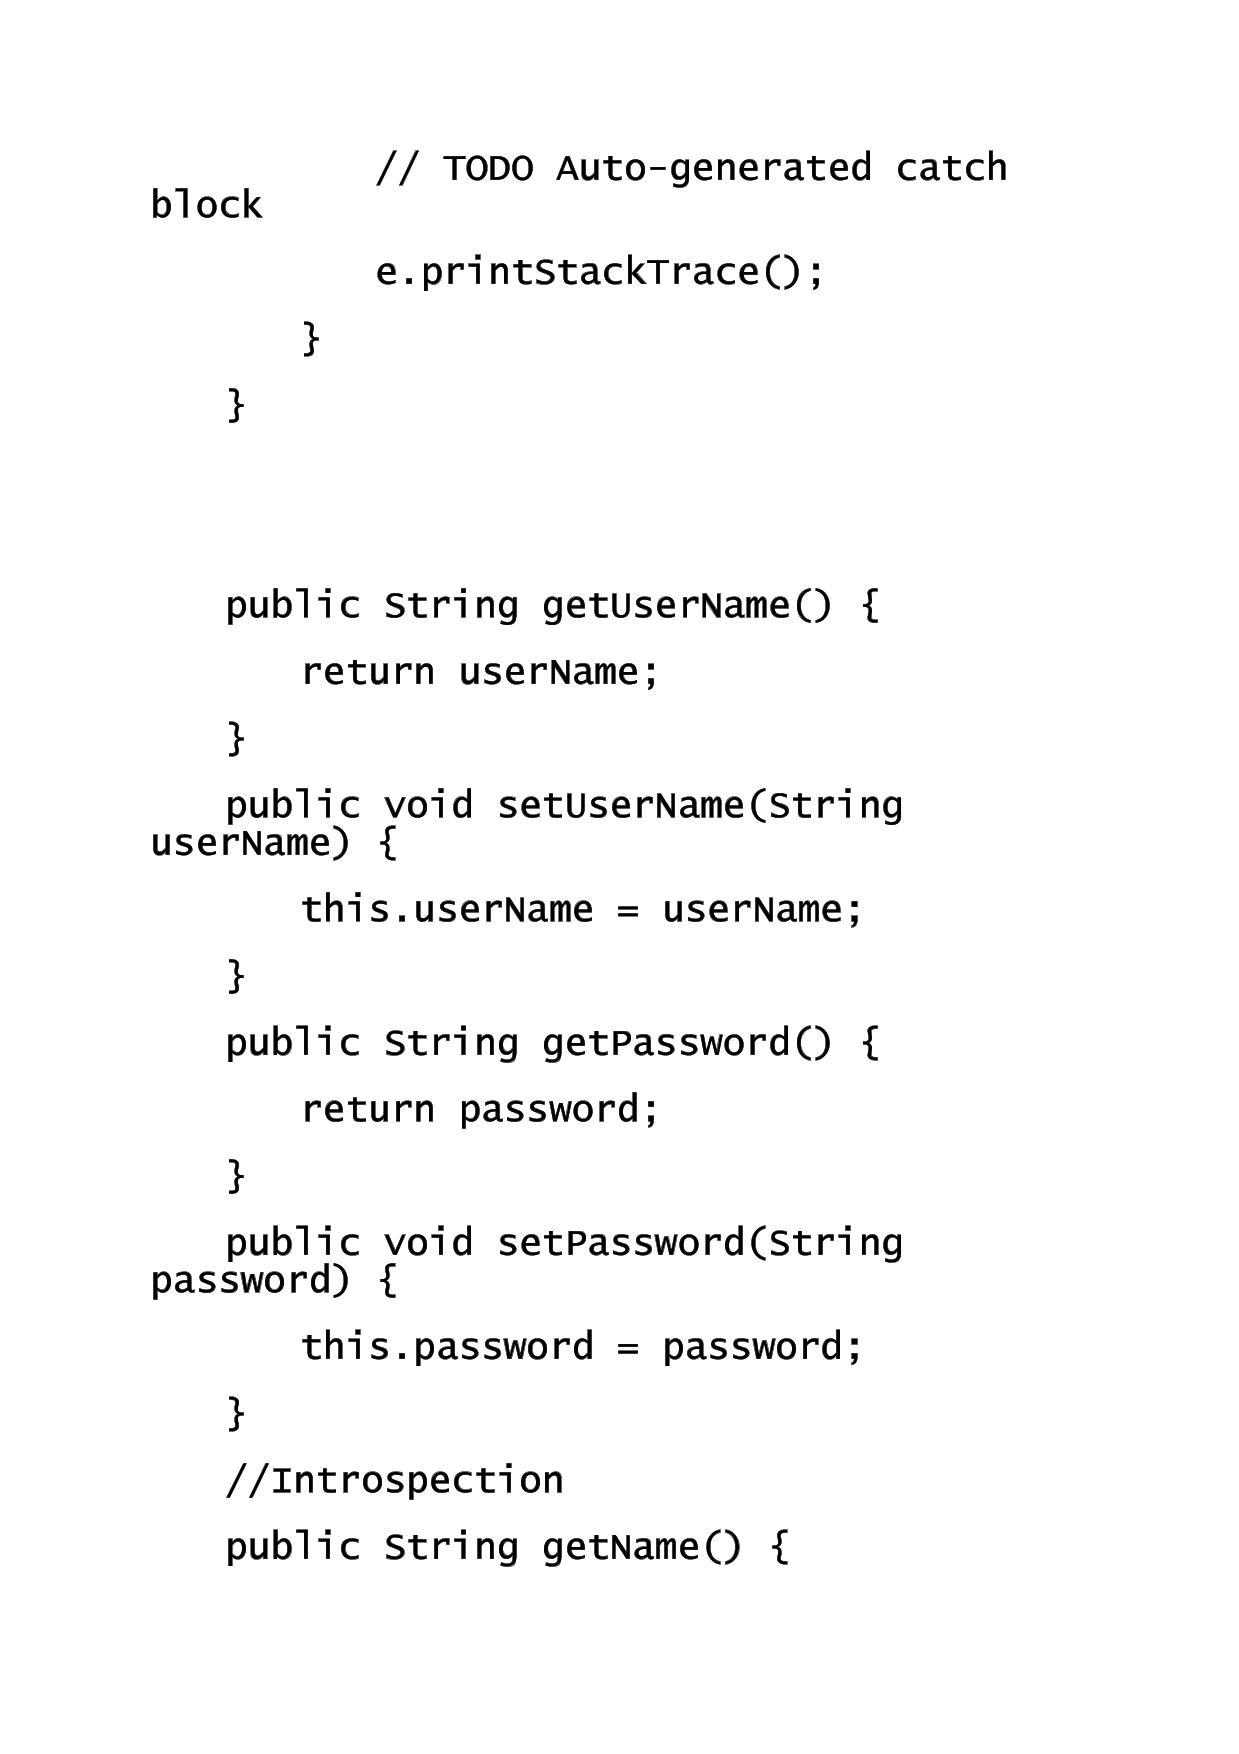 // TODO Auto-generated catch
block
e.printStackTrace();
}
}
public String getUserName() {
return userName;
}
public void setUserName(String
userName) {
this.userName = userName;
}
public String getPassword() {
return password;
}
public void setPassword(String
password) {
this.password = password;
}
//Introspection
public String getName() {